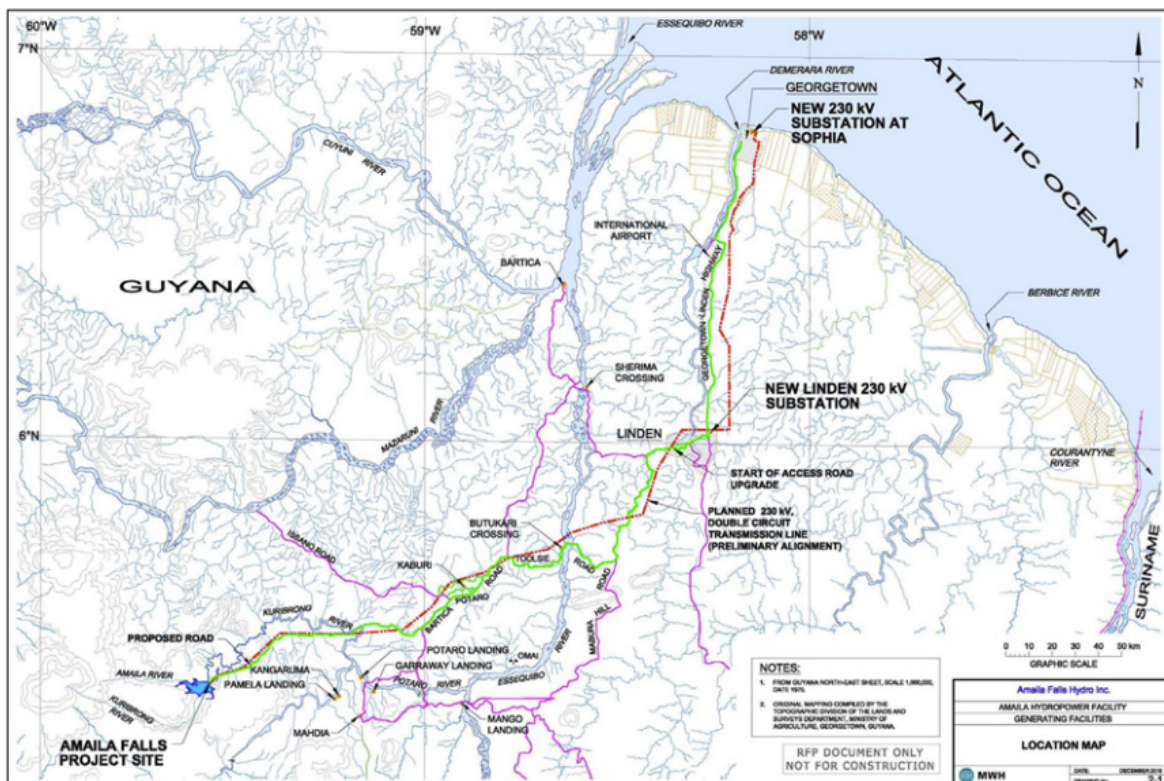 60°W
59°W
58°W
7°N
6°N
ESSEQUIBO RIVER
DEMERARA RIVER
GEORGETOWN
NEW 230 kV
SUBSTATION AT
SOPHIA
ATLANTIC OCEAN
N
CUYUNI RIVER
INTERNATIONAL
AIRPORT
BARTICA
GUYANA
GEORGETOWN-LINDEN HIGHWAY
BERBICE RIVER
SHERIMA
CROSSING
NEW LINDEN 230 kV
SUBSTATION
MAZARUNI RIVER
LINDEN
COURANTYNE
RIVER
START OF ACCESS ROAD
UPGRADE
PLANNED 230 kV,
DOUBLE CIRCUIT
TRANSMISSION LINE
(PRELIMINARY ALIGNMENT)
BUTUKARI
CROSSING
ISSANO ROAD
TOOLSIE ROAD
KABURI
BARTICA POTARO ROAD
MABURA HILL ROAD
SURINAME
KURIBRONG RIVER
PROPOSED ROAD
POTARO LANDING
GARRAWAY LANDING
OMAI
ESSEQUIBO RIVER
KANGARUMA
PAMELA LANDING
AMAILA RIVER
POTARO RIVER
KURIBRONG
RIVER
MAHDIA
MANGO
LANDING
AMAILA FALLS
PROJECT SITE
0 10 20 30 40 50 km
GRAPHIC SCALE
NOTES:
1. FROM GUYANA NORTH-EAST SHEET, SCALE 1,000,000,
DATE 1975.
2. ORIGINAL MAPPING COMPILED BY THE
TOPOGRAPHIC DIVISION OF THE LANDS AND
SURVEYS DEPARTMENT, MINISTRY OF
AGRICULTURE, GEORGETOWN, GUYANA.
RFP DOCUMENT ONLY
NOT FOR CONSTRUCTION
Amaila Falls Hydro Inc.
AMAILA HYDROPOWER FACILITY
GENERATING FACILITIES
LOCATION MAP
MWH
DATE: DECEMBER